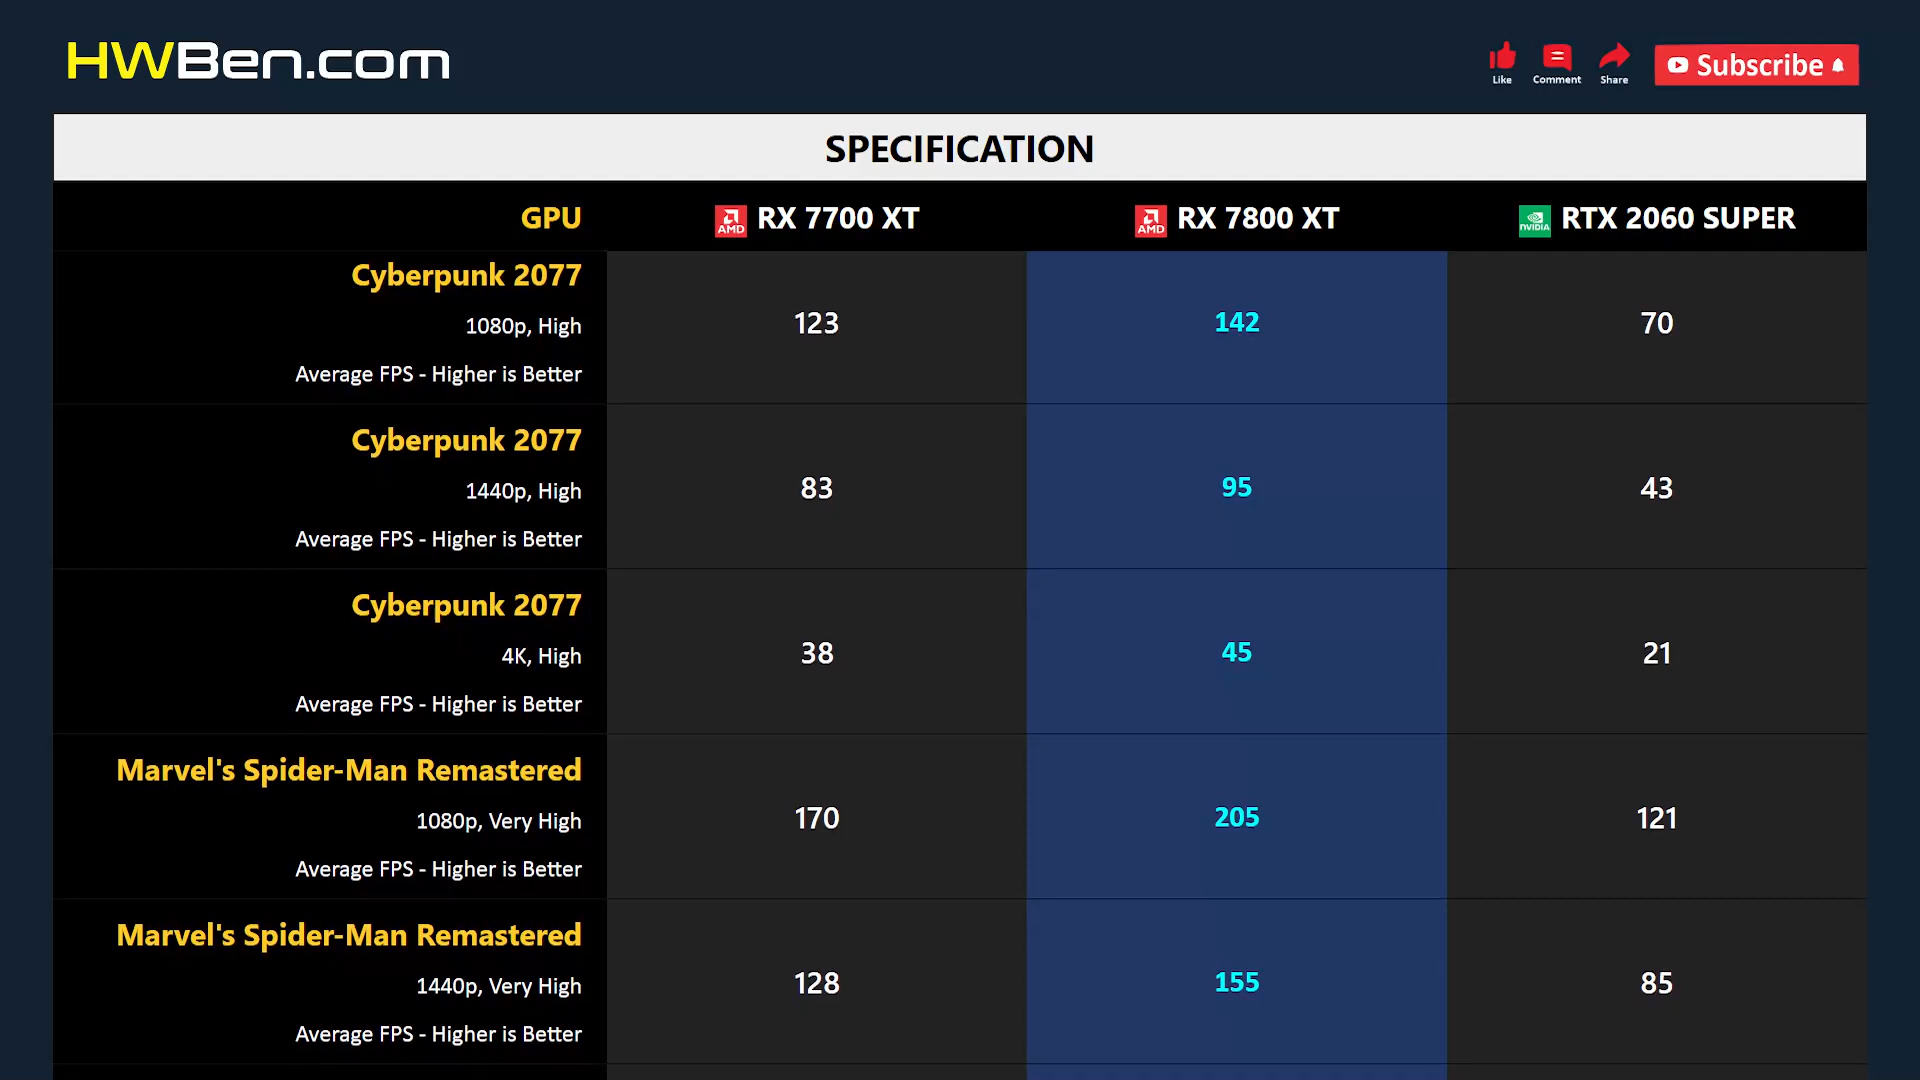 HWBen.com
Like
Comment
Share
Subscribe
SPECIFICATION
GPU
AMD
RX 7700 XT
AMD
RX 7800 XT
NVIDIA
RTX 2060 SUPER
Cyberpunk 2077
1080p, High
Average FPS - Higher is Better
123
142
70
Cyberpunk 2077
1440p, High
Average FPS - Higher is Better
83
95
43
Cyberpunk 2077
4K, High
Average FPS - Higher is Better
38
45
21
Marvel's Spider-Man Remastered
1080p, Very High
Average FPS - Higher is Better
170
205
121
Marvel's Spider-Man Remastered
1440p, Very High
Average FPS - Higher is Better
128
155
85